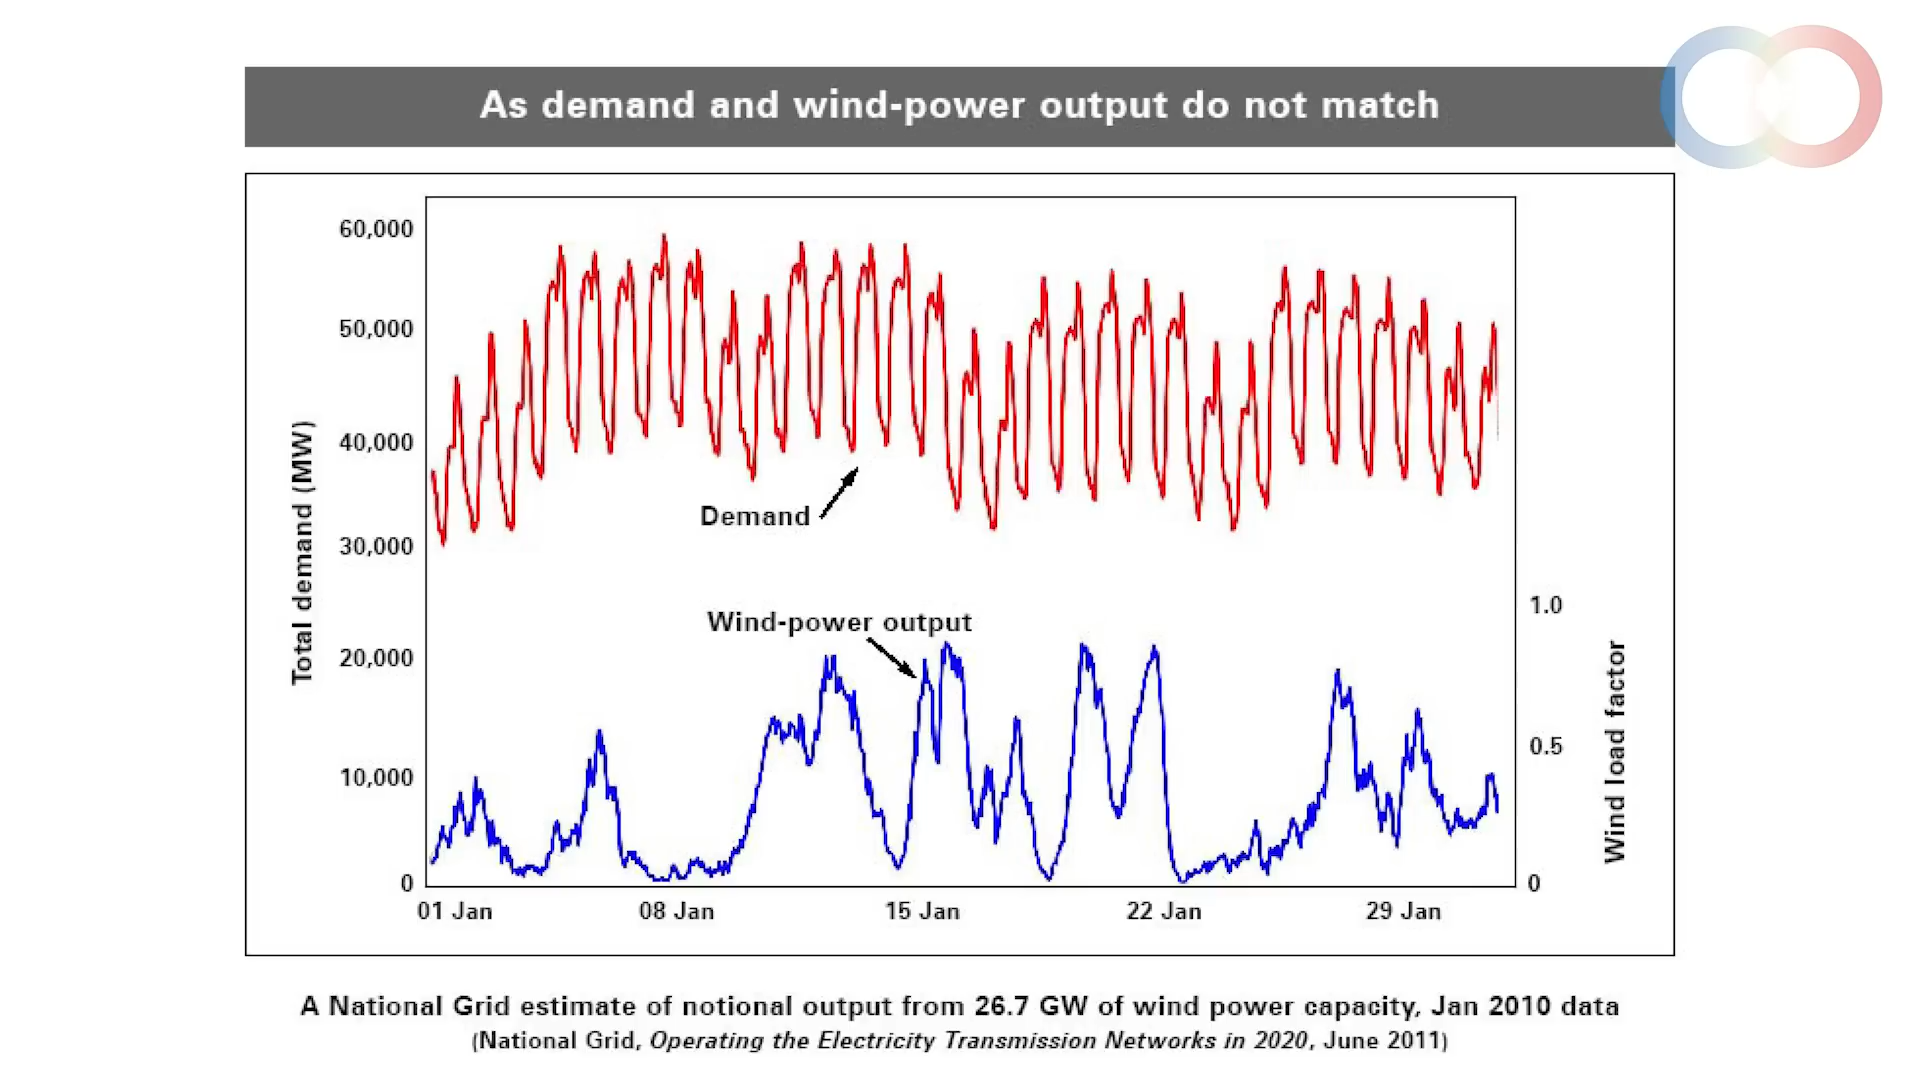 As demand and wind-power output do not match
60,000
50,000
40,000
30,000
20,000
10,000
0
Total demand (MW)
Demand
Wind-power output
1.0
0.5
0
Wind load factor
01 Jan
08 Jan
15 Jan
22 Jan
29 Jan
A National Grid estimate of notional output from 26.7 GW of wind power capacity, Jan 2010 data
(National Grid, Operating the Electricity Transmission Networks in 2020, June 2011)